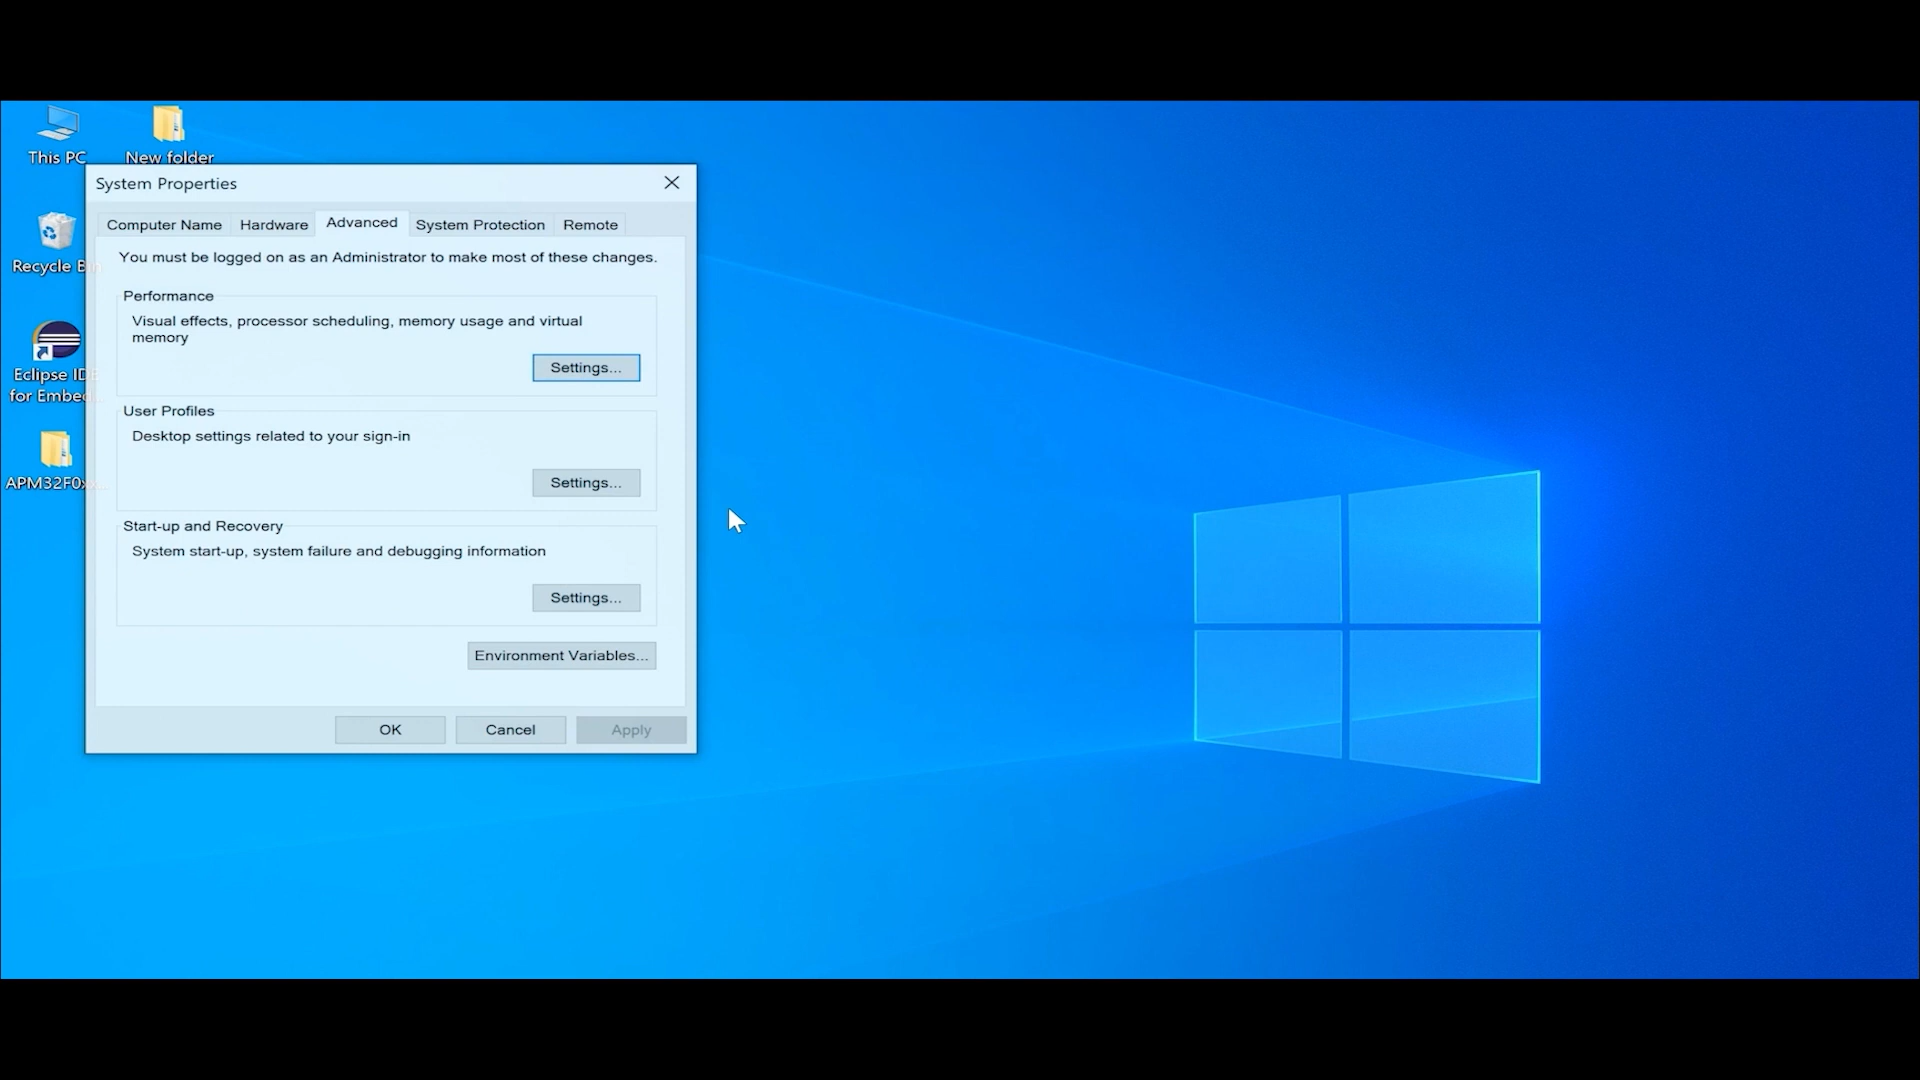 This PC
New folder
System Properties
Computer Name
Hardware
Advanced
System Protection
Remote
You must be logged on as an Administrator to make most of these changes.
Performance
Visual effects, processor scheduling, memory usage and virtual
memory
Settings...
User Profiles
Desktop settings related to your sign-in
Settings...
Start-up and Recovery
System start-up, system failure and debugging information
Settings...
Environment Variables...
OK
Cancel
Apply
Recycle Bin
Eclipse IDE
for Embed...
APM32F0x...